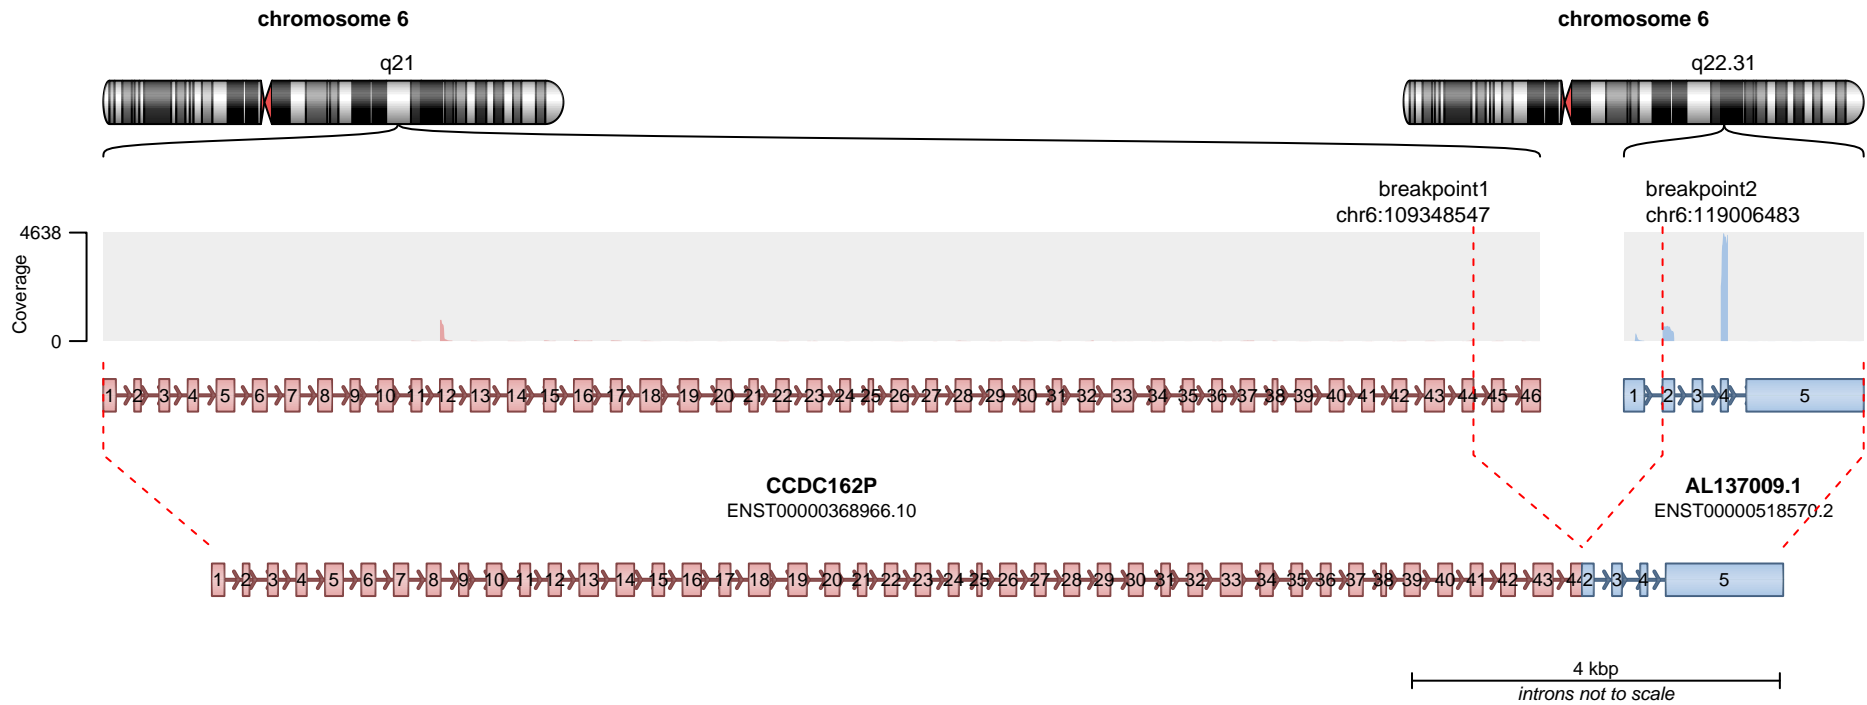 chromosome 6
chromosome 6
q21
q22.31
breakpoint1
chr6:109348547
breakpoint2
chr6:119006483
4638
Coverage
0
1 2 3 4 5 6 7 8 9 10 11 12 13 14 15 16 17 18 19 20 21 22 23 24 25 26 27 28 29 30 31 32 33 34 35 36 37 38 39 40 41 42 43 44 45 46
1 2 3 4 5
CCDC162P
ENST00000368966.10
AL137009.1
ENST00000518570.2
1 2 3 4 5 6 7 8 9 10 11 12 13 14 15 16 17 18 19 20 21 22 23 24 25 26 27 28 29 30 31 32 33 34 35 36 37 38 39 40 41 42 43 44 2 3 4 5
4 kbp
introns not to scale